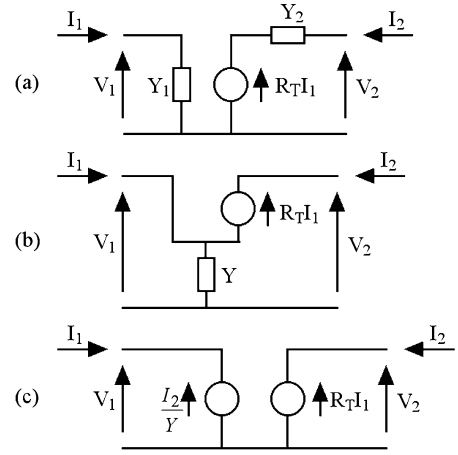 I₁ Y₂ I₂
(a) V₁ Y₁ RTI₁ V₂
I₁ I₂
(b) V₁ RTI₁ V₂
Y
I₁ I₂
(c) V₁ I₂/Y RTI₁ V₂